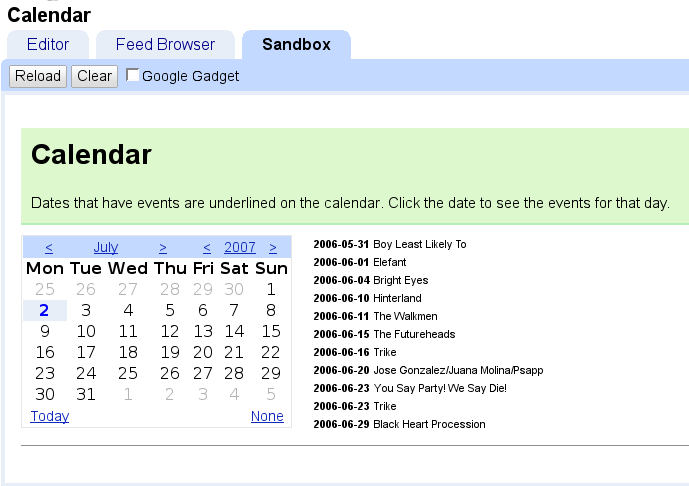 Calendar
Editor Feed Browser Sandbox
Reload Clear Google Gadget
Calendar
Dates that have events are underlined on the calendar. Click the date to see the events for that day.
< July > < 2007 >
Mon Tue Wed Thu Fri Sat Sun
25 26 27 28 29 30 1
2 3 4 5 6 7 8
9 10 11 12 13 14 15
16 17 18 19 20 21 22
23 24 25 26 27 28 29
30 31 1 2 3 4 5
Today None
2006-05-31 Boy Least Likely To
2006-06-01 Elefant
2006-06-04 Bright Eyes
2006-06-10 Hinterland
2006-06-11 The Walkmen
2006-06-15 The Futureheads
2006-06-16 Trike
2006-06-20 Jose Gonzalez/Juana Molina/Psapp
2006-06-23 You Say Party! We Say Die!
2006-06-23 Trike
2006-06-29 Black Heart Procession